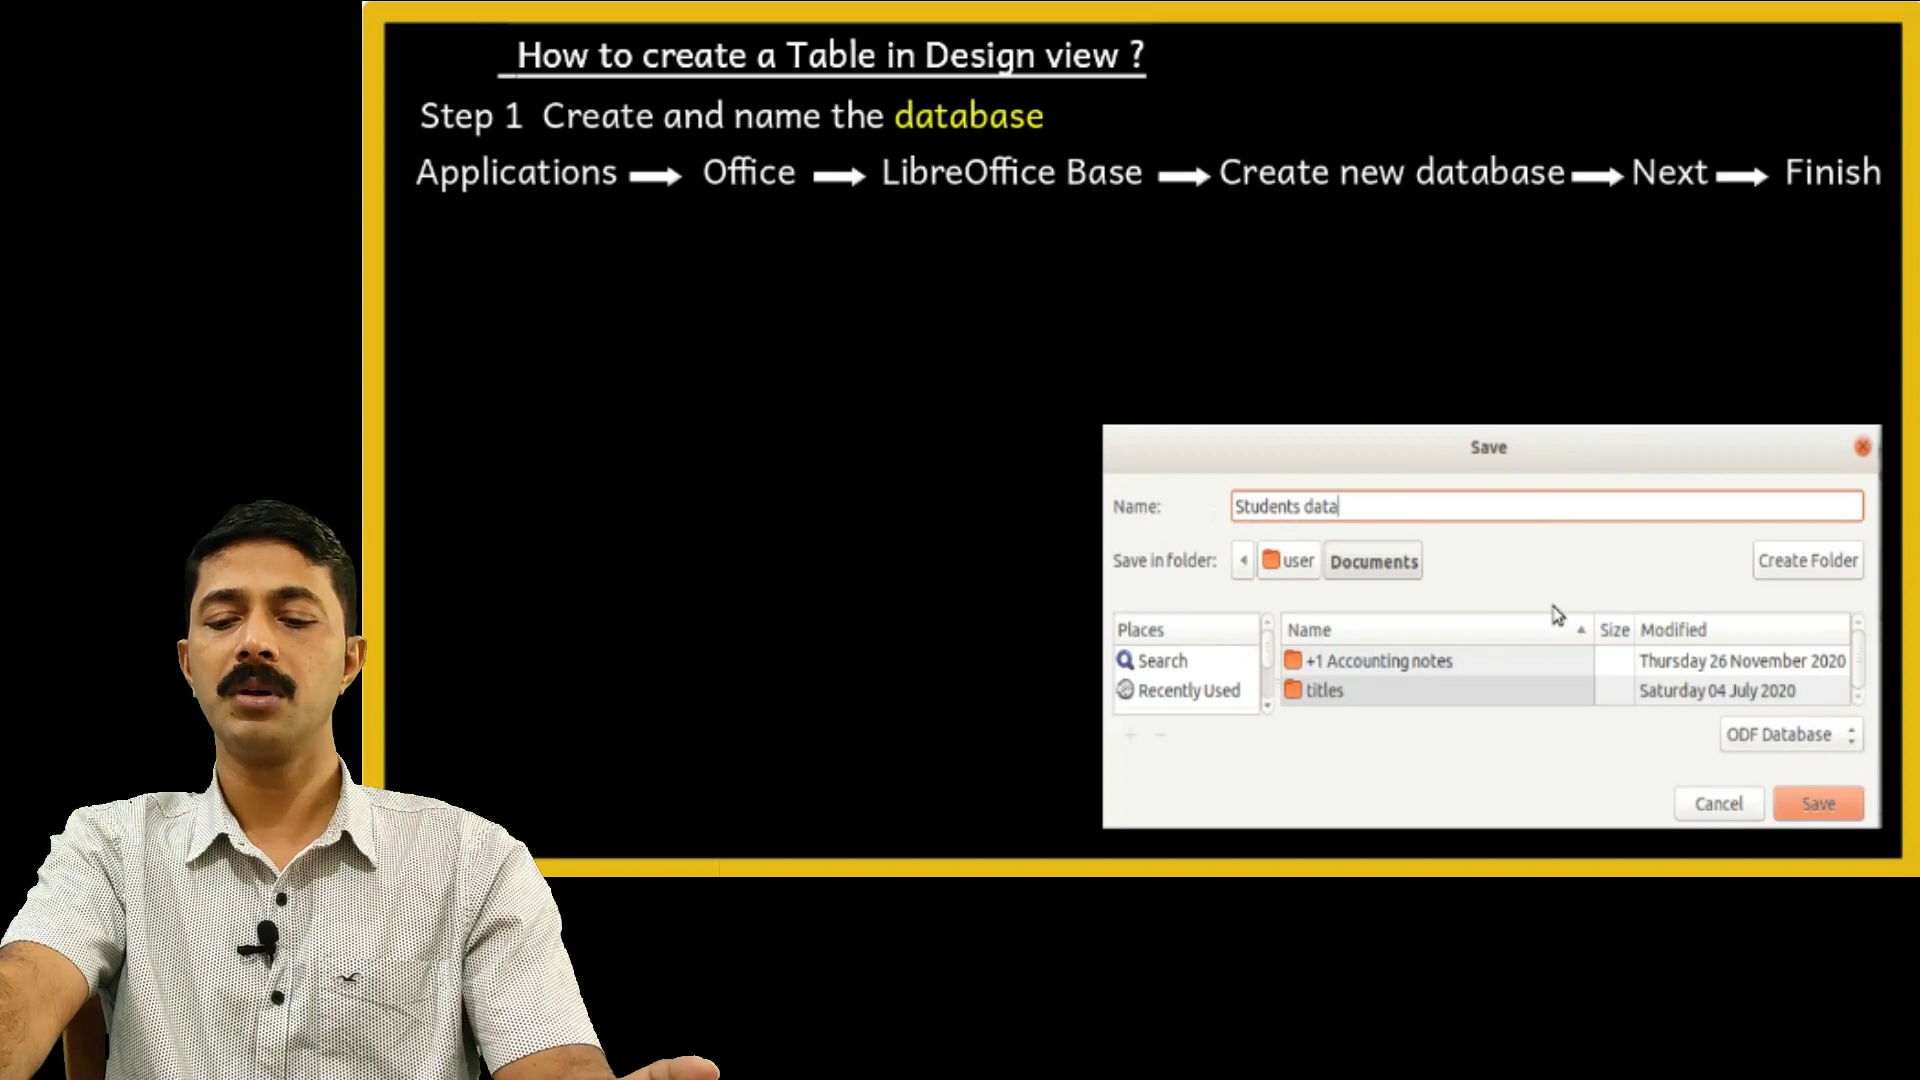 How to create a Table in Design view ?
Step 1 Create and name the database
Applications Office LibreOffice Base Create new database Next Finish
Save
Name: Students data
Save in folder: user Documents Create Folder
Places Name Size Modified
Search +1 Accounting notes Thursday 26 November 2020
Recently Used titles Saturday 04 July 2020
ODF Database
Cancel Save